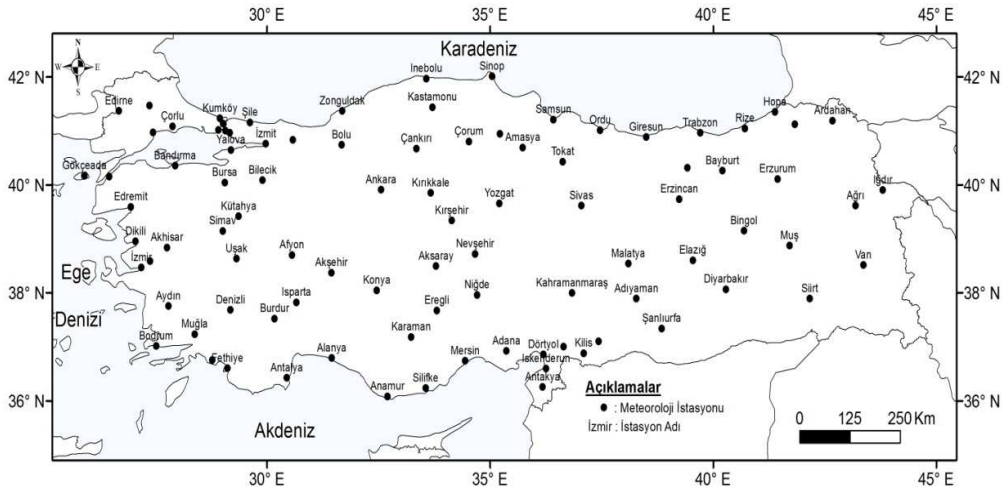 30° E 35° E 40° E 45° E
42° N
42° N
N
W E
S
Karadeniz
Sinop
İnebolu
Edirne
Kumköy
Şile
Zonguldak
Kastamonu
Samsun
Hopa
Ardahan
Çorlu
İzmit
Bolu
Çankırı
Çorum
Amasya
Ordu
Giresun
Trabzon
Rize
Yalova
Tokat
Gökçeada
Bandırma
Bursa
Bilecik
Bayburt
Erzurum
Iğdır
40° N
40° N
Ankara
Kırıkkale
Yozgat
Sivas
Erzincan
Ağrı
Edremit
Kütahya
Kırşehir
Simav
Bingol
Muş
Dikili
Akhisar
Uşak
Afyon
Nevşehir
Malatya
Elazığ
Van
İzmir
Akşehir
Aksaray
Ege
Denizi
Konya
Niğde
Kahramanmaraş
Adıyaman
Diyarbakır
Siirt
38° N
38° N
Aydın
Denizli
Isparta
Burdur
Eregli
Şanlıurfa
Muğla
Karaman
Bodrum
Fethiye
Antalya
Alanya
Mersin
Adana
Dörtyol
Kilis
İskenderun
Antakya
Anamur
Silifke
36° N
36° N
Akdeniz
Açıklamalar
: Meteoroloji İstasyonu
İzmir : İstasyon Adı
0 125 250 Km
30° E 35° E 40° E 45° E